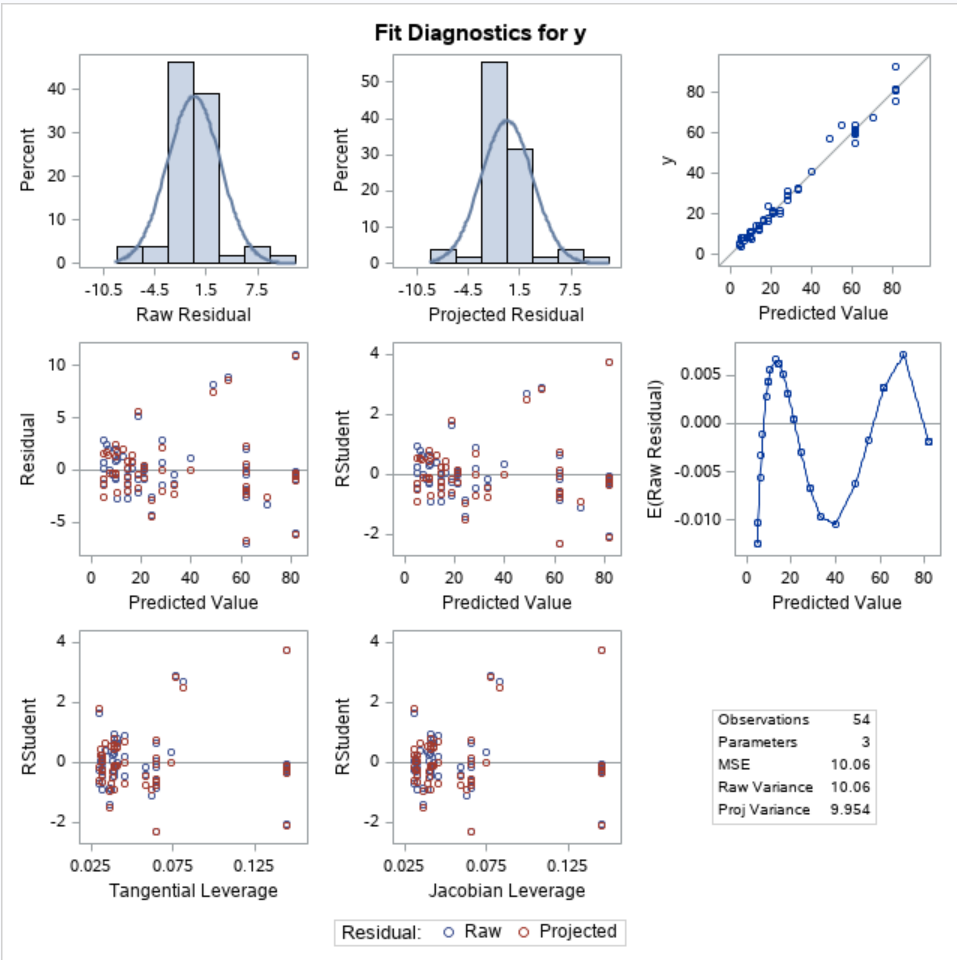 Fit Diagnostics for y
Percent
40
30
20
10
0
-10.5 -4.5 1.5 7.5
Raw Residual
Percent
50
40
30
20
10
0
-10.5 -4.5 1.5 7.5
Projected Residual
y
80
60
40
20
0
0 20 40 60 80
Predicted Value
Residual
10
5
0
-5
0 20 40 60 80
Predicted Value
RStudent
4
2
0
-2
0 20 40 60 80
Predicted Value
E(Raw Residual)
0.005
0.000
-0.005
-0.010
0 20 40 60 80
Predicted Value
RStudent
4
2
0
-2
0.025 0.075 0.125
Tangential Leverage
RStudent
4
2
0
-2
0.025 0.075 0.125
Jacobian Leverage
Observations 54
Parameters 3
MSE 10.06
Raw Variance 10.06
Proj Variance 9.954
Residual: Raw Projected